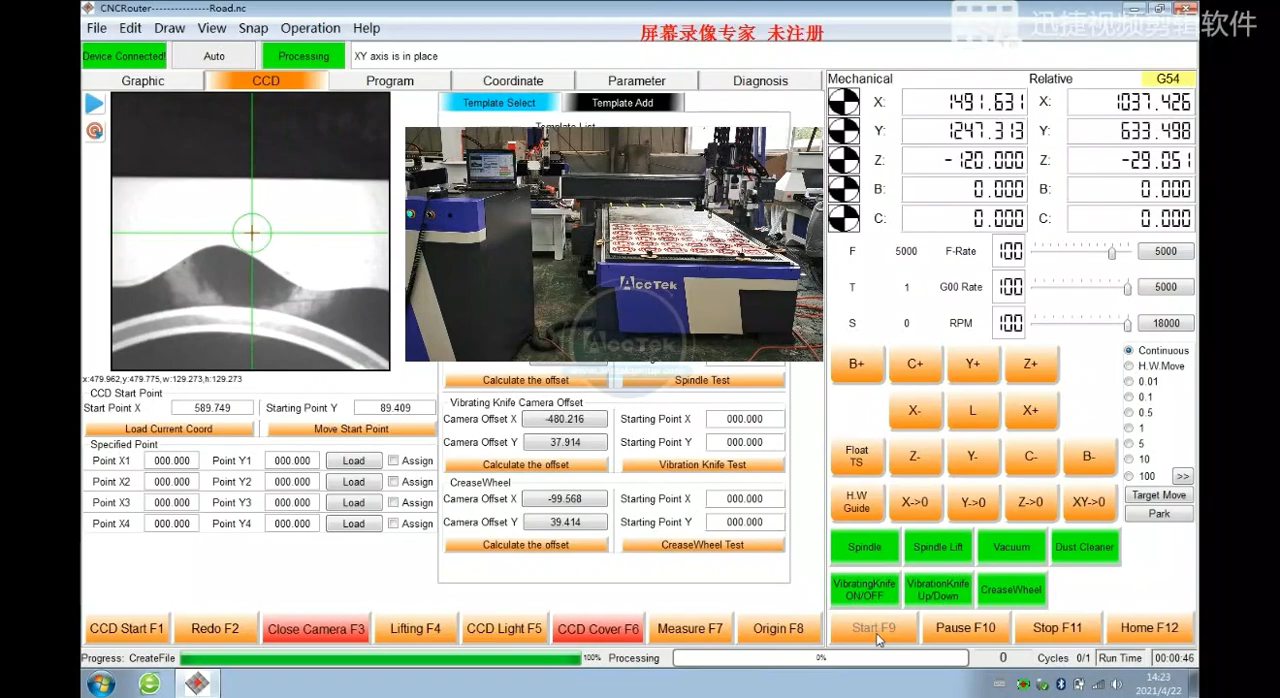 CNCRouter---------------Road.nc
File Edit Draw View Snap Operation Help
屏幕录像专家 未注册
迅捷视频剪辑软件
Device Connected! Auto Processing XY axis is in place
Graphic CCD Program Coordinate Parameter Diagnosis
Template Select Template Add
Template List
AccTek
AccTek
x:479.962,y:479.775,w:129.273,h:129.273
CCD Start Point
Start Point X 589.749 Starting Point Y 89.409
Load Current Coord Move Start Point
Specified Point
Point X1 000.000 Point Y1 000.000 Load Assign
Point X2 000.000 Point Y2 000.000 Load Assign
Point X3 000.000 Point Y3 000.000 Load Assign
Point X4 000.000 Point Y4 000.000 Load Assign
Calculate the offset Spindle Test
Vibrating Knife Camera Offset
Camera Offset X -480.216 Starting Point X 000.000
Camera Offset Y 37.914 Starting Point Y 000.000
Calculate the offset Vibration Knife Test
CreaseWheel
Camera Offset X -99.568 Starting Point X 000.000
Camera Offset Y 39.414 Starting Point Y 000.000
Calculate the offset CreaseWheel Test
Mechanical Relative G54
X: 1491.631 X: 1037.426
Y: 1247.313 Y: 633.498
Z: -120.000 Z: -29.051
B: 0.000 B: 0.000
C: 0.000 C: 0.000
F 5000 F-Rate 100 5000
T 1 G00 Rate 100 5000
S 0 RPM 100 18000
B+ C+ Y+ Z+
X- L X+
Float TS Z- Y- C- B-
H.W Guide X->0 Y->0 Z->0 XY->0
Continuous
H.W.Move
0.01
0.1
0.5
1
5
10
100 >>
Target Move
Park
Spindle Spindle Lift Vacuum Dust Cleaner
VibratingKnife ON/OFF VibrationKnife Up/Down CreaseWheel
CCD Start F1 Redo F2 Close Camera F3 Lifting F4 CCD Light F5 CCD Cover F6 Measure F7 Origin F8 Start F9 Pause F10 Stop F11 Home F12
Progress: CreateFile 100% Processing 0% 0 Cycles 0/1 Run Time 00:00:46
14:23
2021/4/22